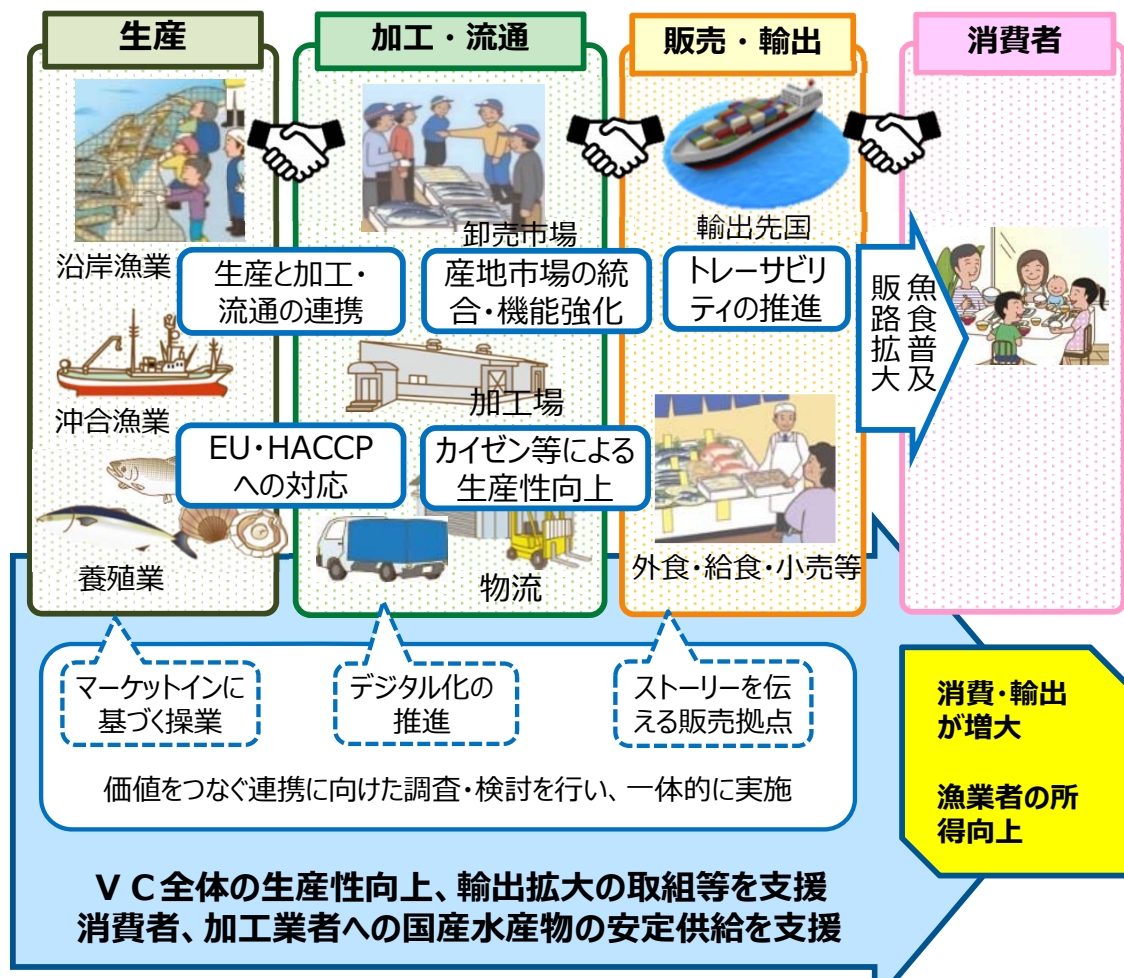 生産
加工・流通
販売・輸出
消費者
沿岸漁業
卸売市場
輸出先国
生産と加工・
流通の連携
産地市場の統
合・機能強化
トレーサビリ
ティの推進
魚食普及
販路拡大
沖合漁業
加工場
EU・HACCP
への対応
カイゼン等による
生産性向上
養殖業
物流
外食・給食・小売等
マーケットインに
基づく操業
デジタル化の
推進
ストーリーを伝
える販売拠点
価値をつなぐ連携に向けた調査・検討を行い、一体的に実施
消費・輸出
が増大
漁業者の所
得向上
ＶＣ全体の生産性向上、輸出拡大の取組等を支援
消費者、加工業者への国産水産物の安定供給を支援